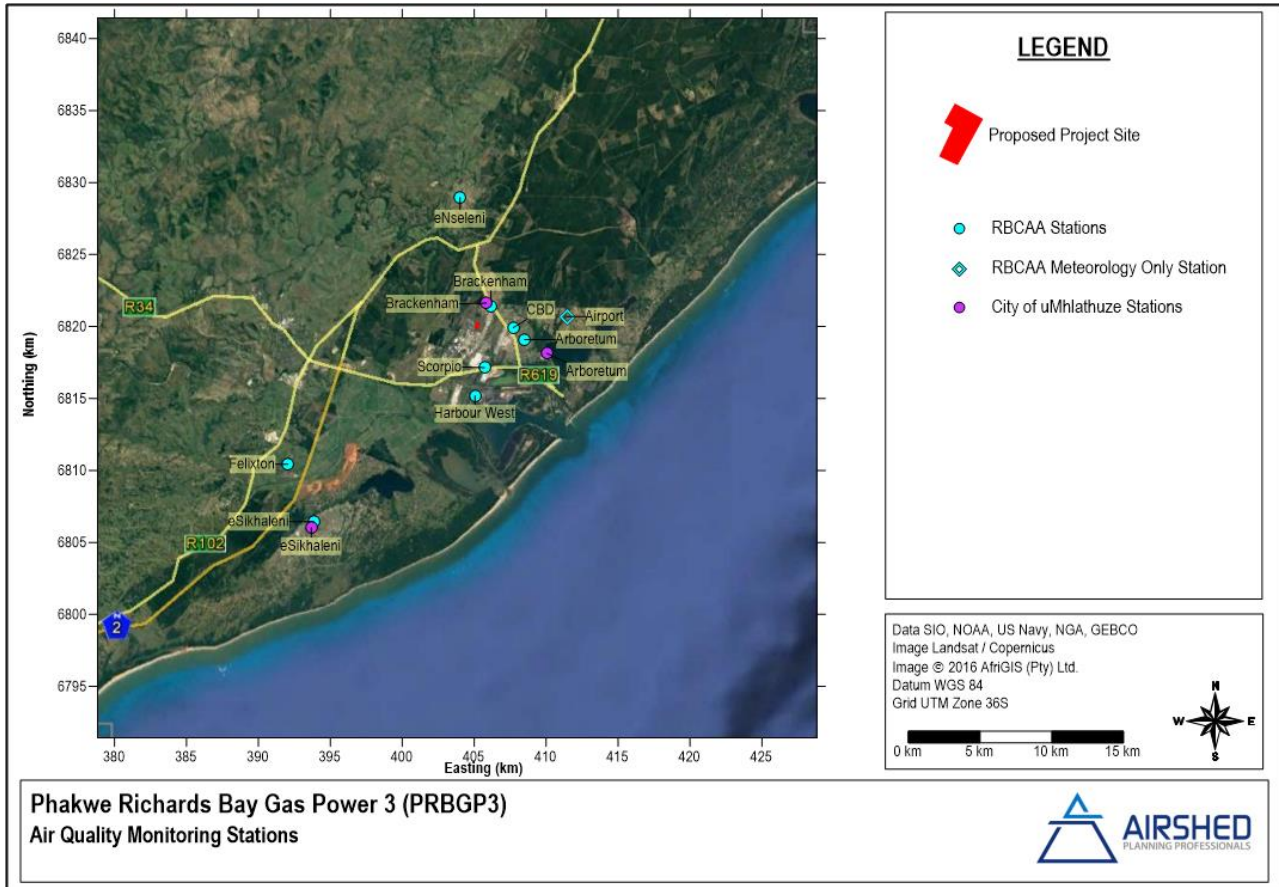 6840
6835
6830
6825
6820
6815
6810
6805
6800
6795
Northing (km)
eNseleni
Brackenham
Brackenham
CBD
Airport
Arboretum
Arboretum
Scorpio
R619
Harbour West
R34
Felixton
eSikhaleni
eSikhaleni
R102
N
2
380 385 390 395 400 405 410 415 420 425
Easting (km)
LEGEND
Proposed Project Site
RBCAA Stations
RBCAA Meteorology Only Station
City of uMhlathuze Stations
Data SIO, NOAA, US Navy, NGA, GEBCO
Image Landsat / Copernicus
Image © 2016 AfriGIS (Pty) Ltd.
Datum WGS 84
Grid UTM Zone 36S
0 km 5 km 10 km 15 km
N
W E
S
Phakwe Richards Bay Gas Power 3 (PRBGP3)
Air Quality Monitoring Stations
AIRSHED
PLANNING PROFESSIONALS